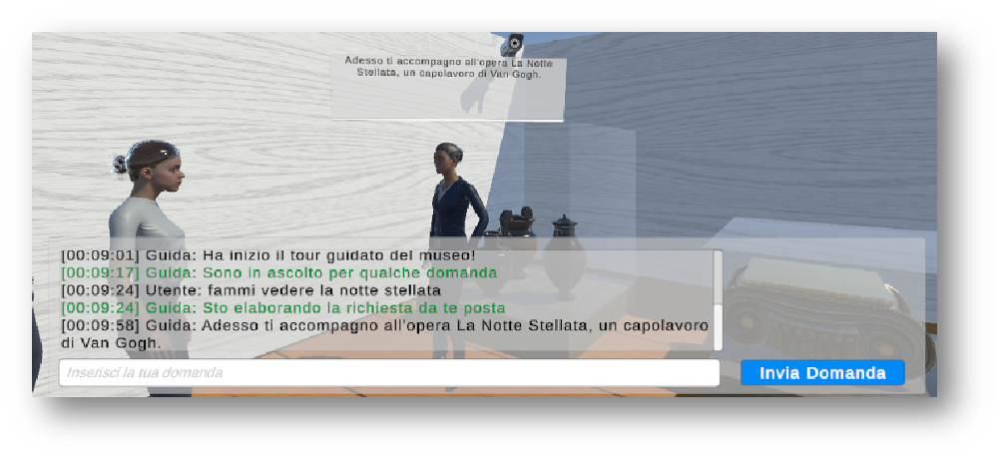 Adesso ti accompagno all'opera La Notte
Stellata, un capolavoro di Van Gogh.
[00:09:01] Guida: Ha inizio il tour guidato del museo!
[00:09:17] Guida: Sono in ascolto per qualche domanda
[00:09:24] Utente: fammi vedere la notte stellata
[00:09:24] Guida: Sto elaborando la richiesta da te posta
[00:09:58] Guida: Adesso ti accompagno all'opera La Notte Stellata, un capolavoro
di Van Gogh.
Inserisci la tua domanda
Invia Domanda